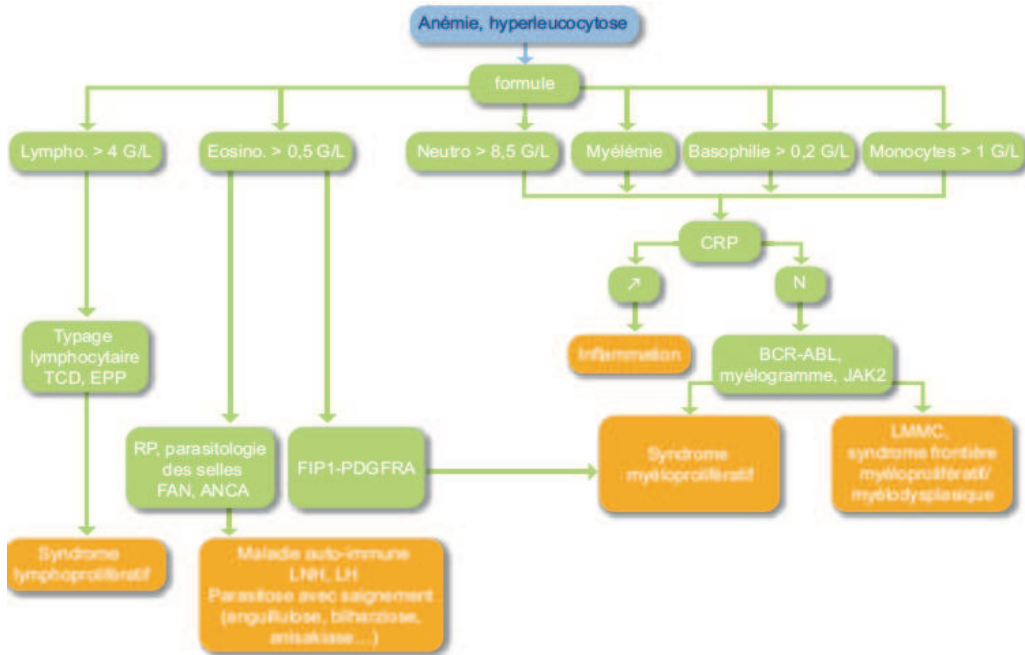 Anémie, hyperleucocytose
formule
Lympho. > 4 G/L
Eosino. > 0,5 G/L
Neutro > 8,5 G/L
Myélémie
Basophilie > 0,2 G/L
Monocytes > 1 G/L
CRP
↗
N
Typage
lymphocytaire
TCD, EPP
Inflammation
BCR-ABL,
myélogramme, JAK2
RP, parasitologie
des selles
FAN, ANCA
FIP1-PDGFRA
Syndrome
myéloprolifératif
LMMC,
syndrome frontière
myéloprolifératif/
myélodysplasique
Syndrome
lymphoprolifératif
Maladie auto-immune
LNH, LH
Parasitose avec saignement
(anguillulose, bilharziose,
anisakiase…)